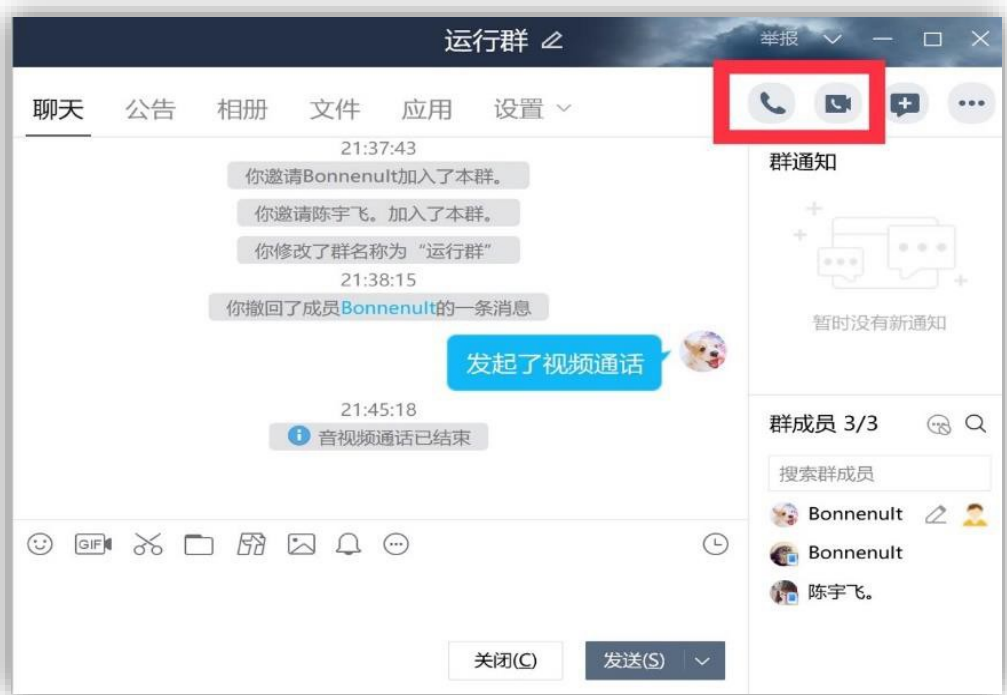 运行群
举报
聊天 公告 相册 文件 应用 设置
21:37:43
你邀请Bonnenult加入了本群。
你邀请陈宇飞。加入了本群。
你修改了群名称为“运行群”
21:38:15
你撤回了成员Bonnenult的一条消息
发起了视频通话
21:45:18
音视频通话已结束
GIF
关闭(C) 发送(S)
群通知
暂时没有新通知
群成员 3/3
搜索群成员
Bonnenult
Bonnenult
陈宇飞。